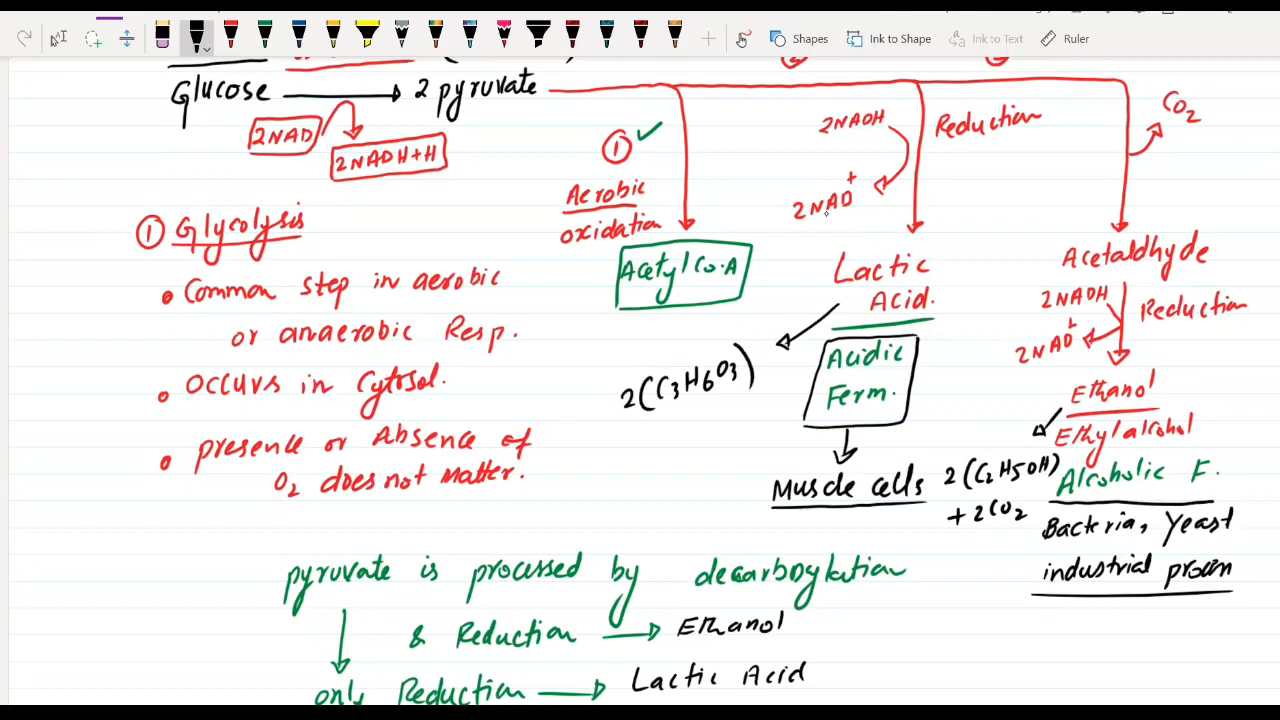 Shapes
Ink to Shape
Ink to Text
Ruler
Glucose → 2 pyruvate
2NAD
2NADH+H
① Glycolysis
• Common step in aerobic
or anaerobic Resp.
• Occurs in Cytosol.
• presence or Absence of
O2 does not Matter.
① ✓
Aerobic
oxidation
Acetyl Co.A
2NADH
2NAD+
Reduction
Lactic
Acid.
2(C3H6O3)
Acidic
Ferm.
Muscle cells
CO2
Acetaldhyde
2NADH
Reduction
2NAD+
Ethanol
Ethylalcohol
2(C2H5OH)
+ 2CO2
Alcoholic F.
Bacteria, Yeast
industrial
pyruvate is processed by decarboxylation
& Reduction → Ethanol
only Reduction → Lactic Acid